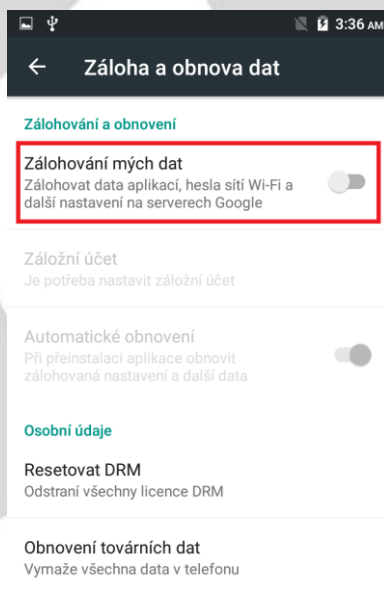 3:36 AM
Záloha a obnova dat
Zálohování a obnovení
Zálohování mých dat
Zálohovat data aplikací, hesla sítí Wi-Fi a
další nastavení na serverech Google
Záložní účet
Je potřeba nastavit záložní účet
Automatické obnovení
Při přeinstalaci aplikace obnovit
zálohovaná nastavení a další data
Osobní údaje
Resetovat DRM
Odstraní všechny licence DRM
Obnovení továrních dat
Vymaže všechna data v telefonu